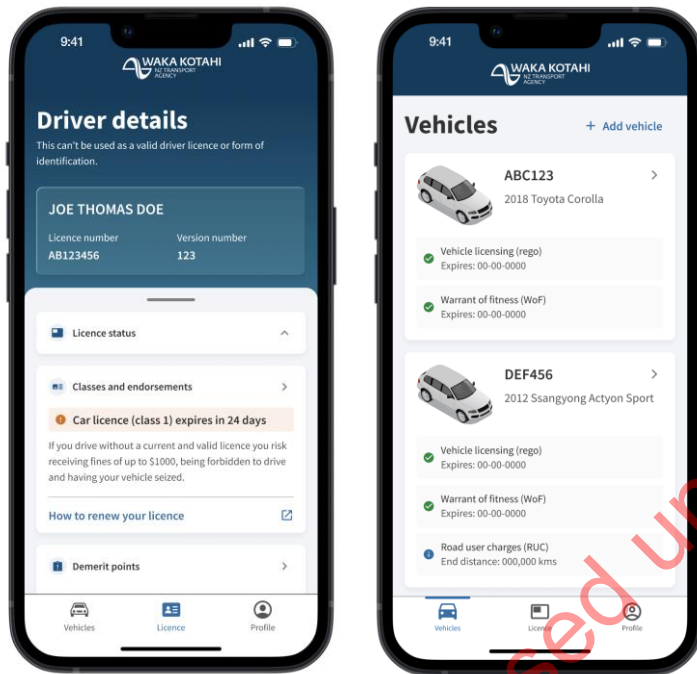 9:41
WAKA KOTAHI
NZ TRANSPORT
AGENCY
Driver details
This can't be used as a valid driver licence or form of
identification.
JOE THOMAS DOE
Licence number Version number
AB123456 123
Licence status
Classes and endorsements
Car licence (class 1) expires in 24 days
If you drive without a current and valid licence you risk
receiving fines of up to $1000, being forbidden to drive
and having your vehicle seized.
How to renew your licence
Demerit points
Vehicles Licence Profile
9:41
WAKA KOTAHI
NZ TRANSPORT
AGENCY
Vehicles + Add vehicle
ABC123
2018 Toyota Corolla
Vehicle licensing (rego)
Expires: 00-00-0000
Warrant of fitness (WoF)
Expires: 00-00-0000
DEF456
2012 Ssangyong Actyon Sport
Vehicle licensing (rego)
Expires: 00-00-0000
Warrant of fitness (WoF)
Expires: 00-00-0000
Road user charges (RUC)
End distance: 000,000 kms
Vehicles Licence Profile
sed un